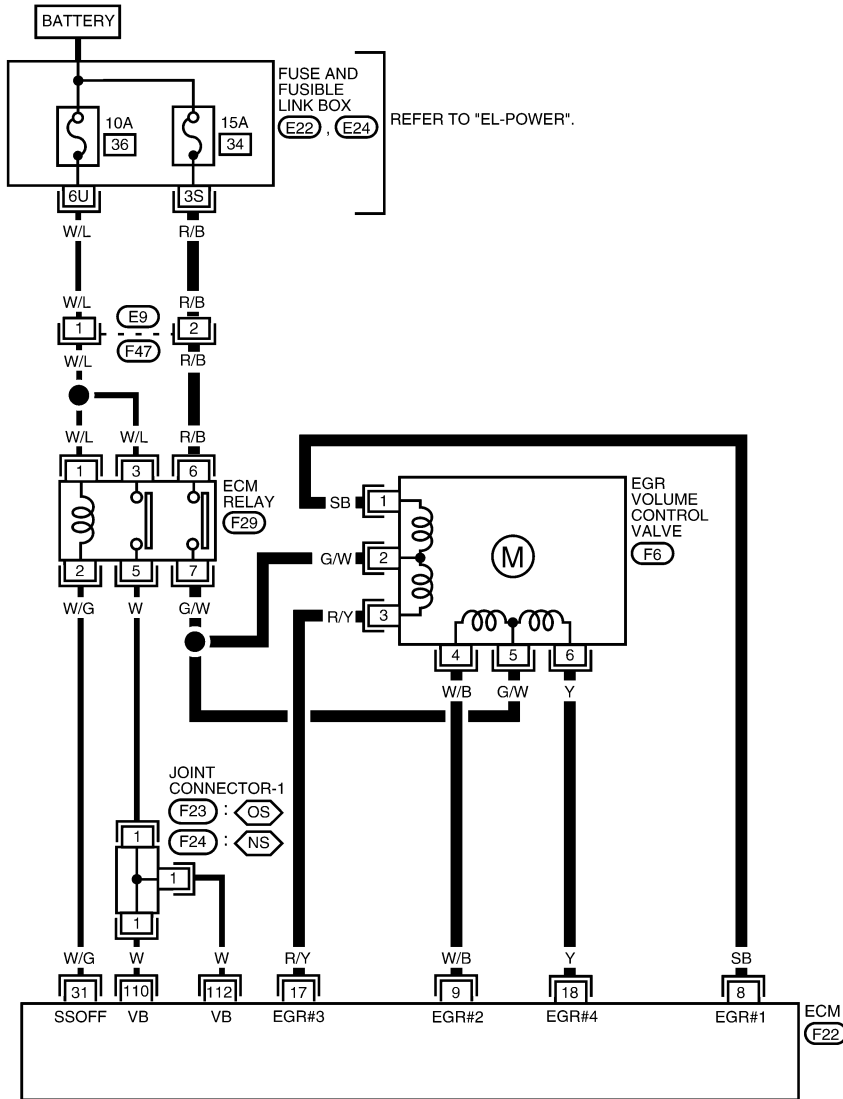 BATTERY
FUSE AND
FUSIBLE
LINK BOX
E22 , E24
REFER TO "EL-POWER".
10A
36
15A
34
6U
3S
W/L
R/B
W/L
R/B
1
E9
2
F47
W/L
R/B
W/L
W/L
R/B
1
3
6
ECM
RELAY
F29
2
5
7
W/G
W
G/W
SB
1
G/W
2
R/Y
3
M
EGR
VOLUME
CONTROL
VALVE
F6
4
5
6
W/B
G/W
Y
JOINT
CONNECTOR-1
F23 : OS
F24 : NS
1
1
1
W/G
W
W
R/Y
W/B
Y
SB
31
110
112
17
9
18
8
SSOFF
VB
VB
EGR#3
EGR#2
EGR#4
EGR#1
ECM
F22